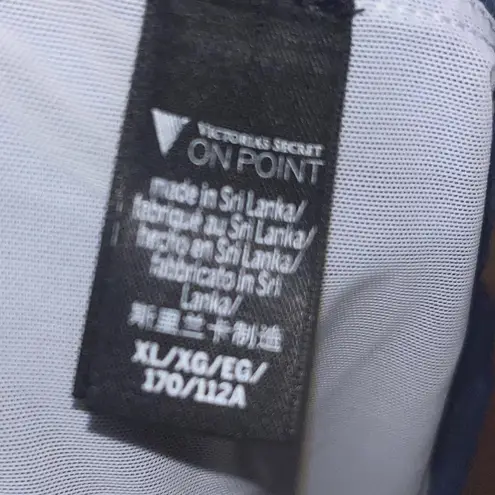 VICTORIA'S SECRET
ON POINT
made in Sri Lanka/
fabriqué au Sri Lanka/
hecho en Sri Lanka/
Fabbricato in Sri
Lanka/
斯里兰卡制造
XL/XG/EG/
170/112A